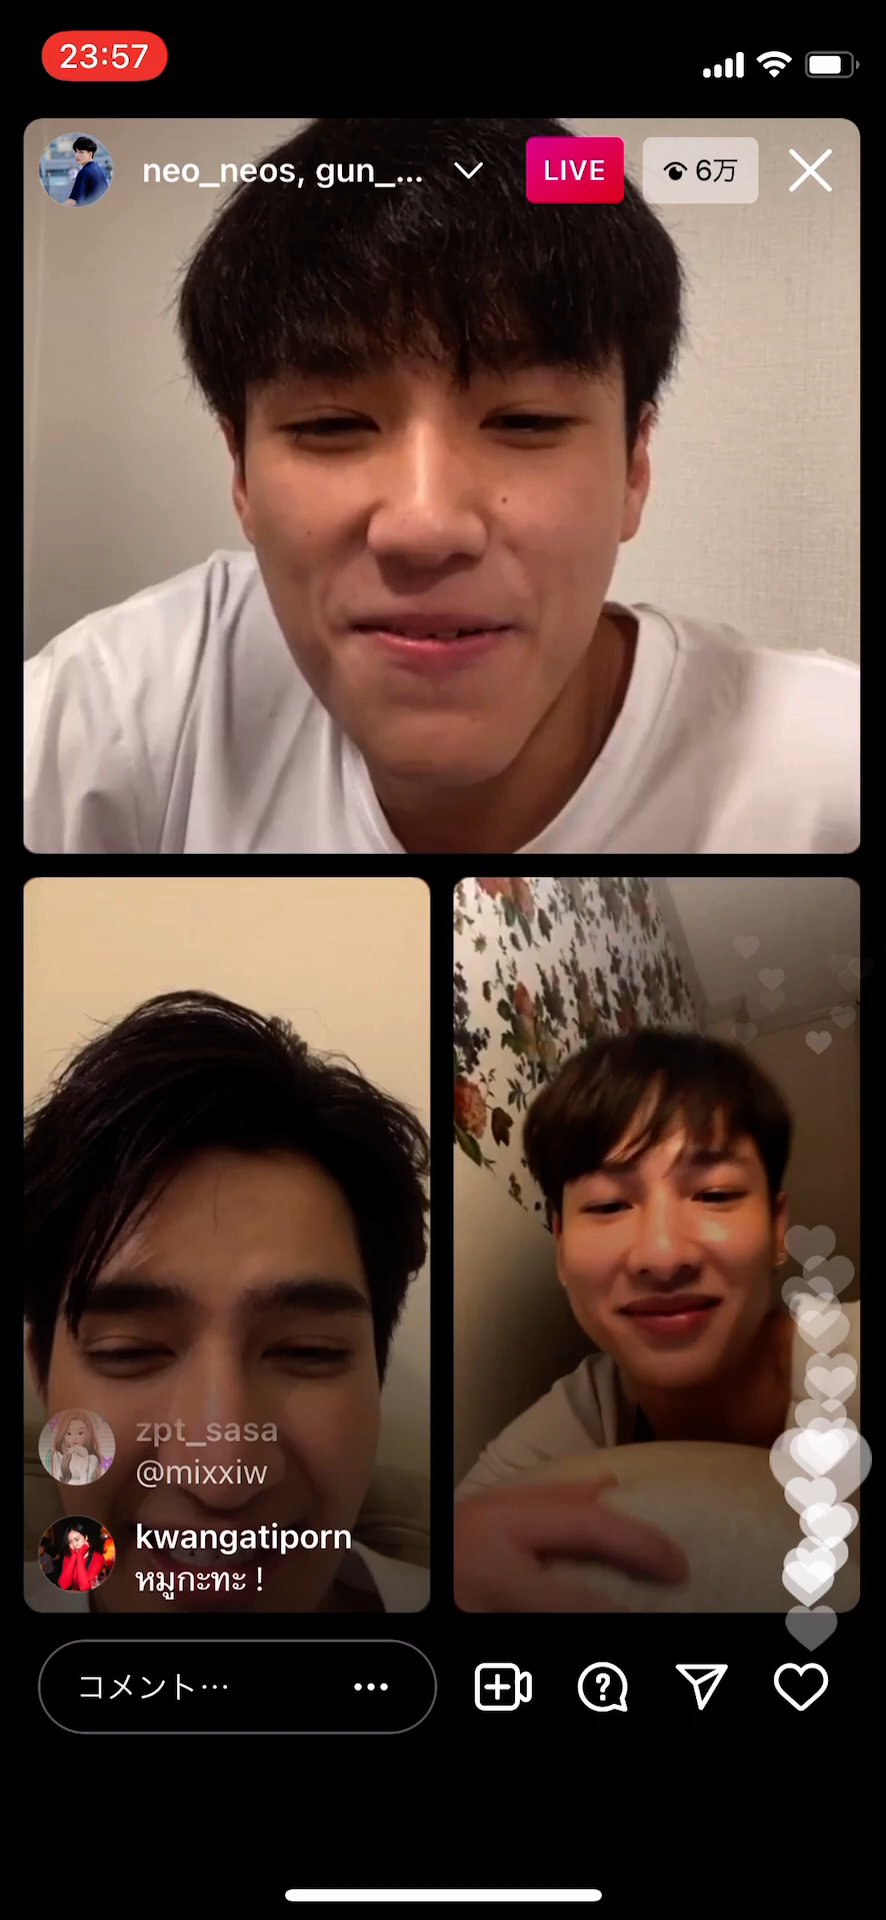 23:57
neo_neos, gun_...
LIVE
6万
zpt_sasa
@mixxiw
kwangatiporn
หมูกะทะ !
コメント…